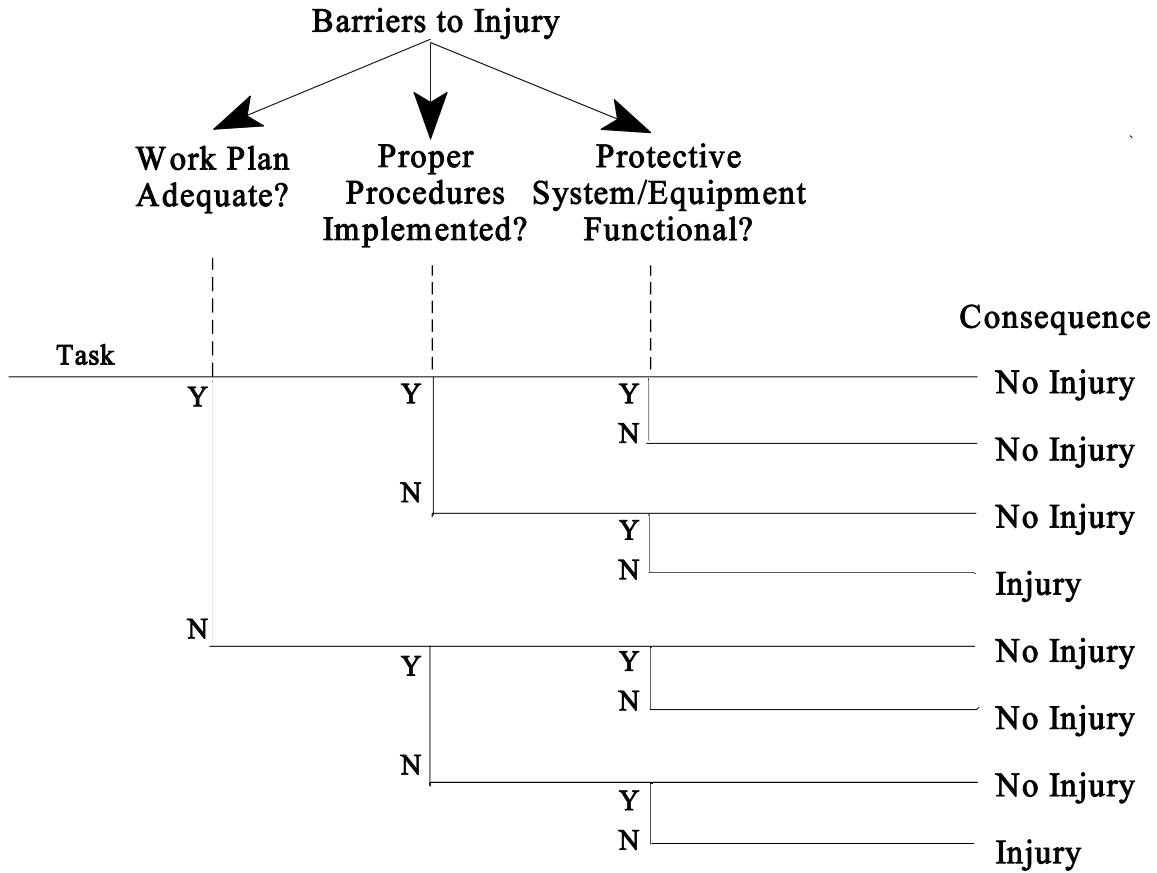 Barriers to Injury
Work Plan
Adequate?
Proper
Procedures
Implemented?
Protective
System/Equipment
Functional?
Consequence
Task
Y
Y
Y
No Injury
N
No Injury
N
Y
No Injury
N
Injury
N
Y
Y
No Injury
N
No Injury
N
Y
No Injury
N
Injury